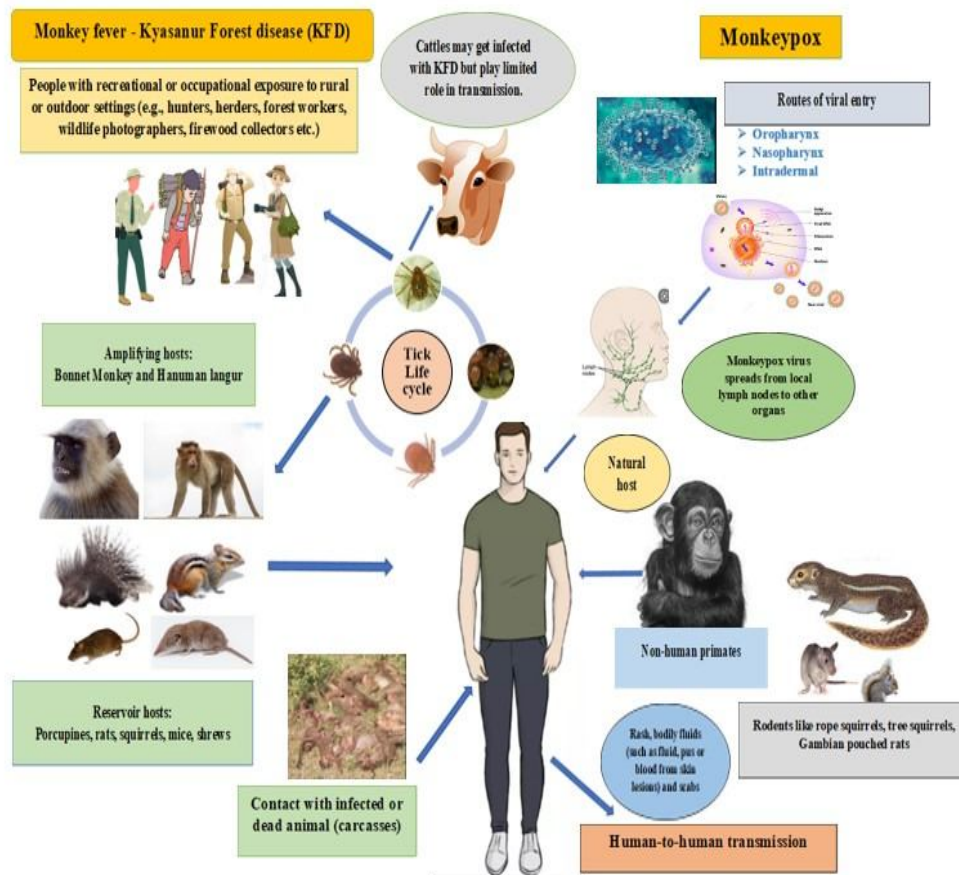 Monkey fever - Kyasanur Forest disease (KFD)
People with recreational or occupational exposure to rural
or outdoor settings (e.g., hunters, herders, forest workers,
wildlife photographers, firewood collectors etc.)
Cattles may get infected
with KFD but play limited
role in transmission.
Monkeypox
Routes of viral entry
➢ Oropharynx
➢ Nasopharynx
➢ Intradermal
Amplifying hosts:
Bonnet Monkey and Hanuman langur
Tick
Life
cycle
Lymph
nodes
Monkeypox virus
spreads from local
lymph nodes to other
organs
Natural
host
Non-human primates
Reservoir hosts:
Porcupines, rats, squirrels, mice, shrews
Rodents like rope squirrels, tree squirrels,
Gambian pouched rats
Contact with infected or
dead animal (carcasses)
Rash, bodily fluids
(such as fluid, pus or
blood from skin
lesions) and scabs
Human-to-human transmission